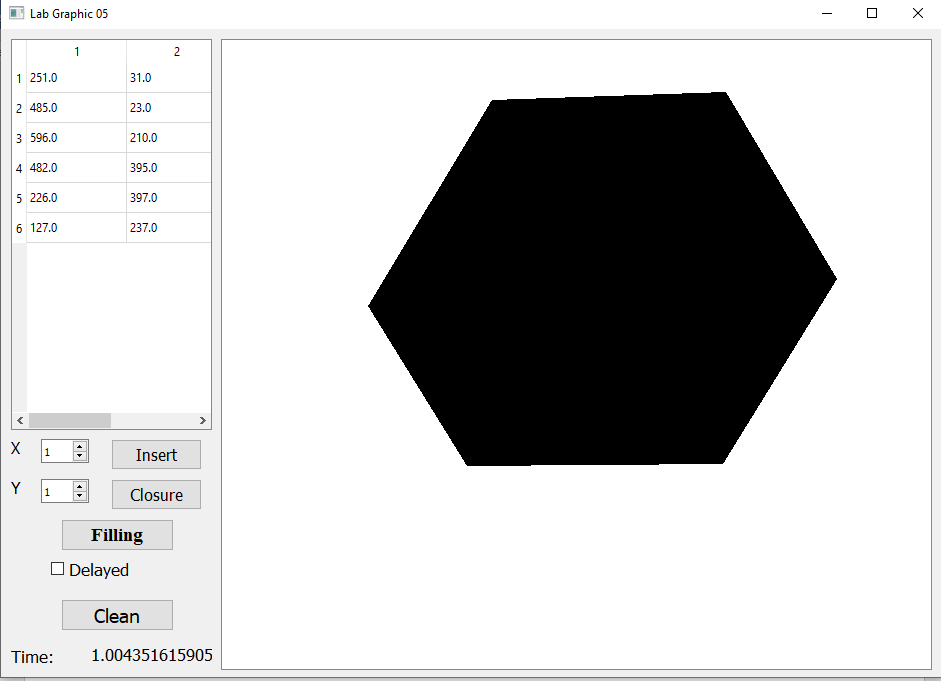 Lab Graphic 05
1 2
1 251.0 31.0
2 485.0 23.0
3 596.0 210.0
4 482.0 395.0
5 226.0 397.0
6 127.0 237.0
X 1 Insert
Y 1 Closure
Filling
Delayed
Clean
Time: 1.004351615905